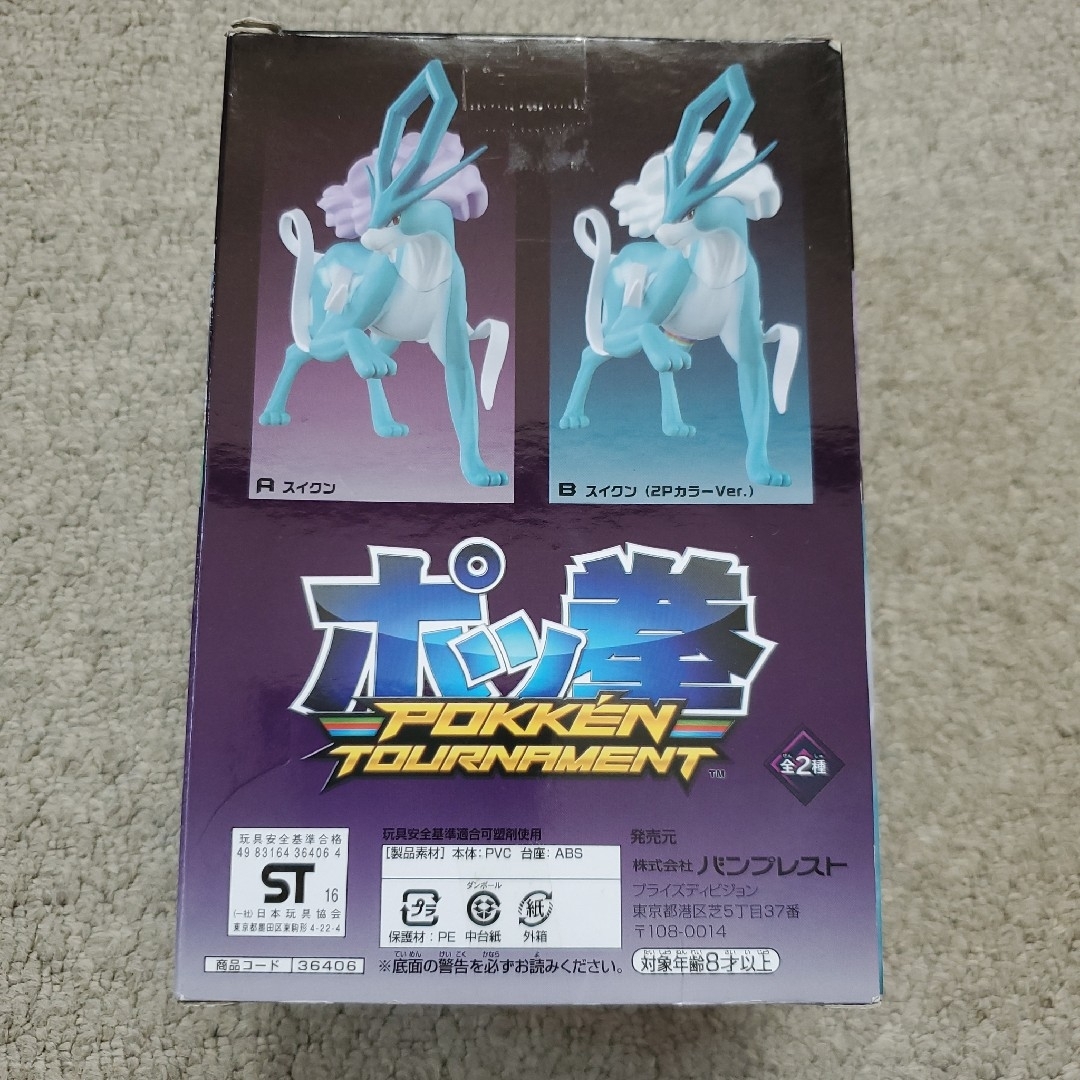 A スイクン
B スイクン (2PカラーVer.)
ポッ拳
POKKÉN
TOURNAMENT
TM
全2種
玩具安全基準合格
49 83164 36406 4
ST 16
(一社)日本玩具協会
東京都墨田区東駒形4-22-4
玩具安全基準適合可塑剤使用
[製品素材] 本体:PVC 台座:ABS
プラ
保護材:PE
ダンボール
中台紙
紙
外箱
発売元
株式会社 バンプレスト
プライズディビジョン
東京都港区芝5丁目37番
〒108-0014
商品コード 36406
※底面の警告を必ずお読みください。
対象年齢8才以上